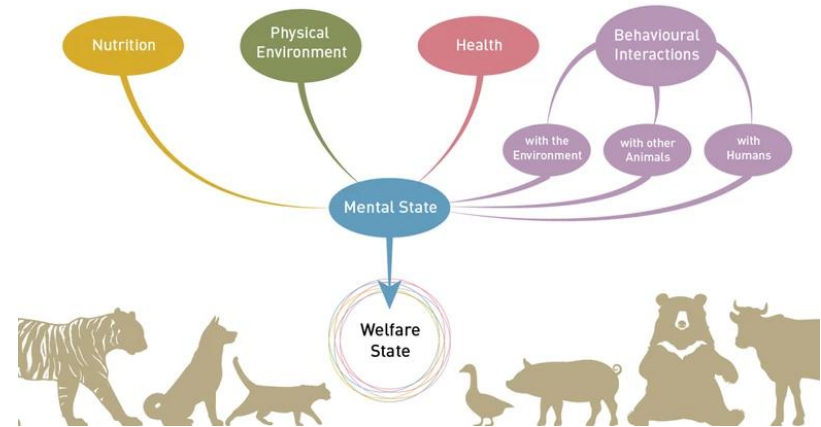 Nutrition
Physical
Environment
Health
Behavioural
Interactions
with the
Environment
with other
Animals
with
Humans
Mental State
Welfare
State